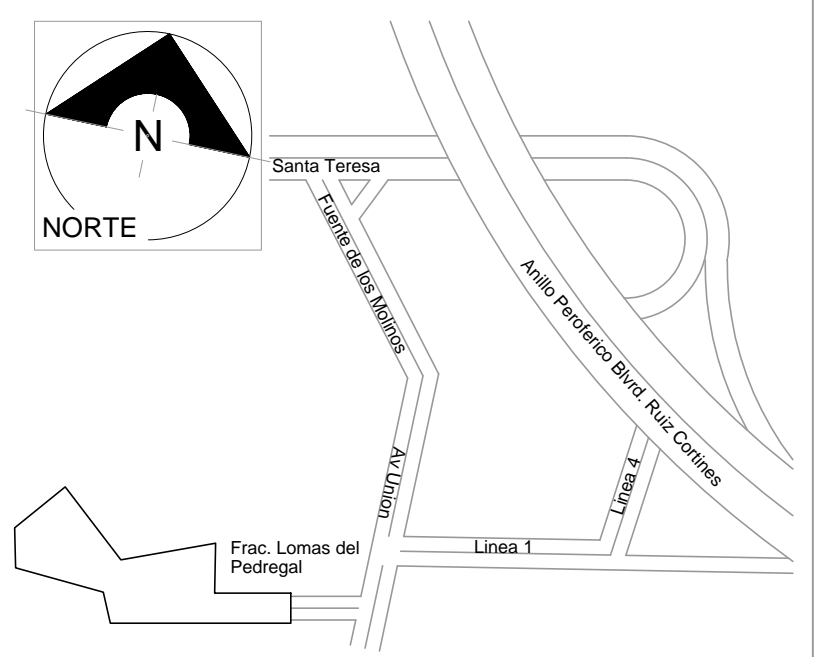 N
NORTE
Santa Teresa
Fuente de los Molinos
Anillo Peroferico Blvrd. Ruiz Cortines
Av Union
Linea 4
Linea 1
Frac. Lomas del
Pedregal